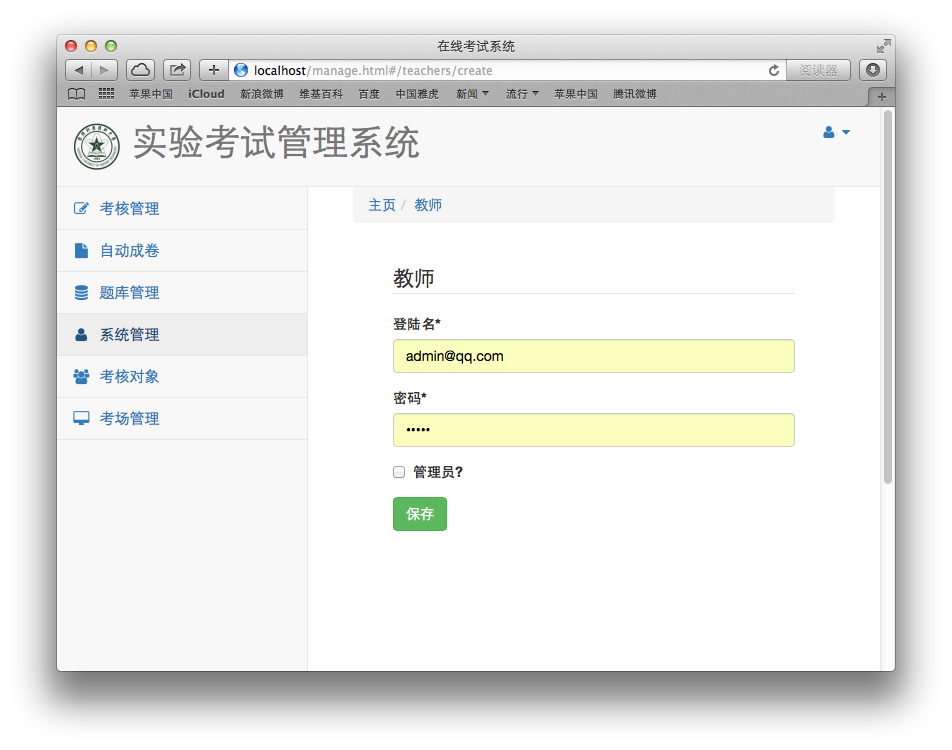 在线考试系统
localhost/manage.html#/teachers/create
阅读器
苹果中国 iCloud 新浪微博 维基百科 百度 中国雅虎 新闻 流行 苹果中国 腾讯微博
实验考试管理系统
考核管理
自动成卷
题库管理
系统管理
考核对象
考场管理
主页 / 教师
教师
登陆名*
admin@qq.com
密码*
•••••
管理员?
保存